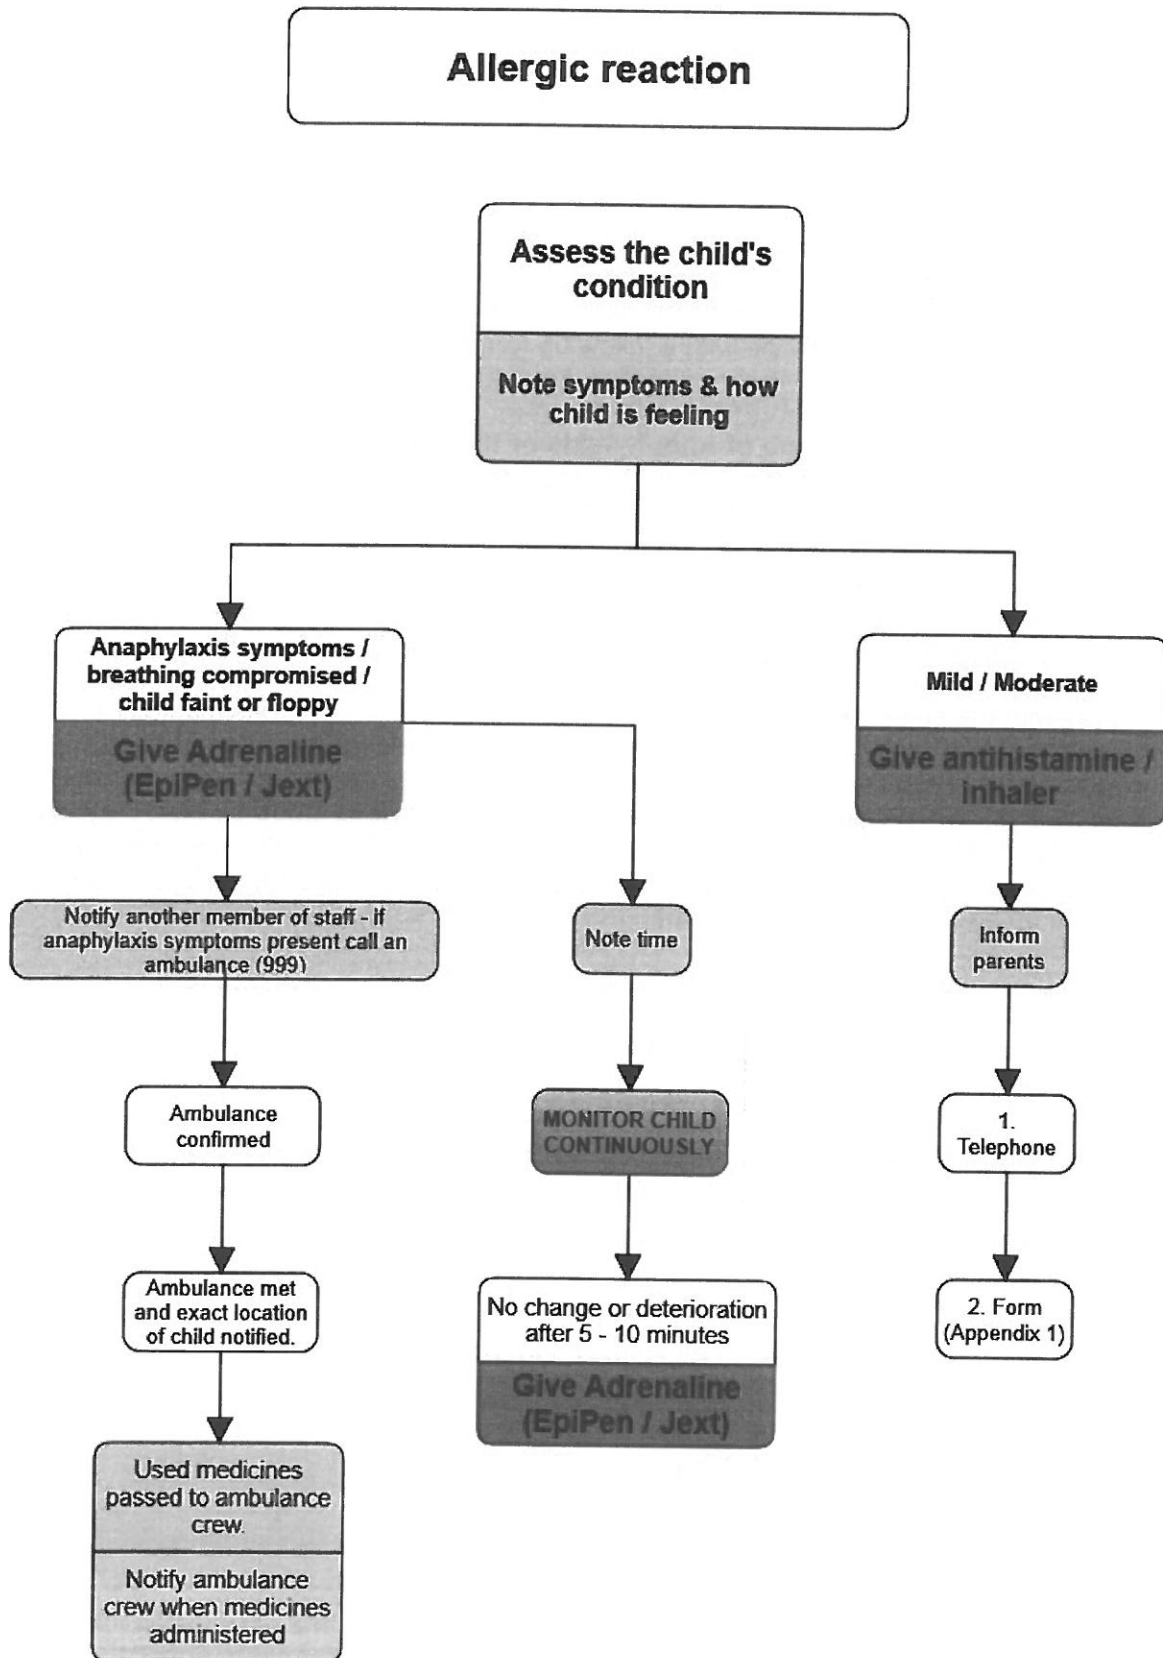 Allergic reaction
Assess the child's
condition
Note symptoms & how
child is feeling
Anaphylaxis symptoms /
breathing compromised /
child faint or floppy
Give Adrenaline
(EpiPen / Jext)
Mild / Moderate
Give antihistamine /
inhaler
Notify another member of staff - if
anaphylaxis symptoms present call an
ambulance (999)
Note time
Inform
parents
Ambulance
confirmed
MONITOR CHILD
CONTINUOUSLY
1.
Telephone
Ambulance met
and exact location
of child notified.
No change or deterioration
after 5 - 10 minutes
Give Adrenaline
(EpiPen / Jext)
2. Form
(Appendix 1)
Used medicines
passed to ambulance
crew.
Notify ambulance
crew when medicines
administered